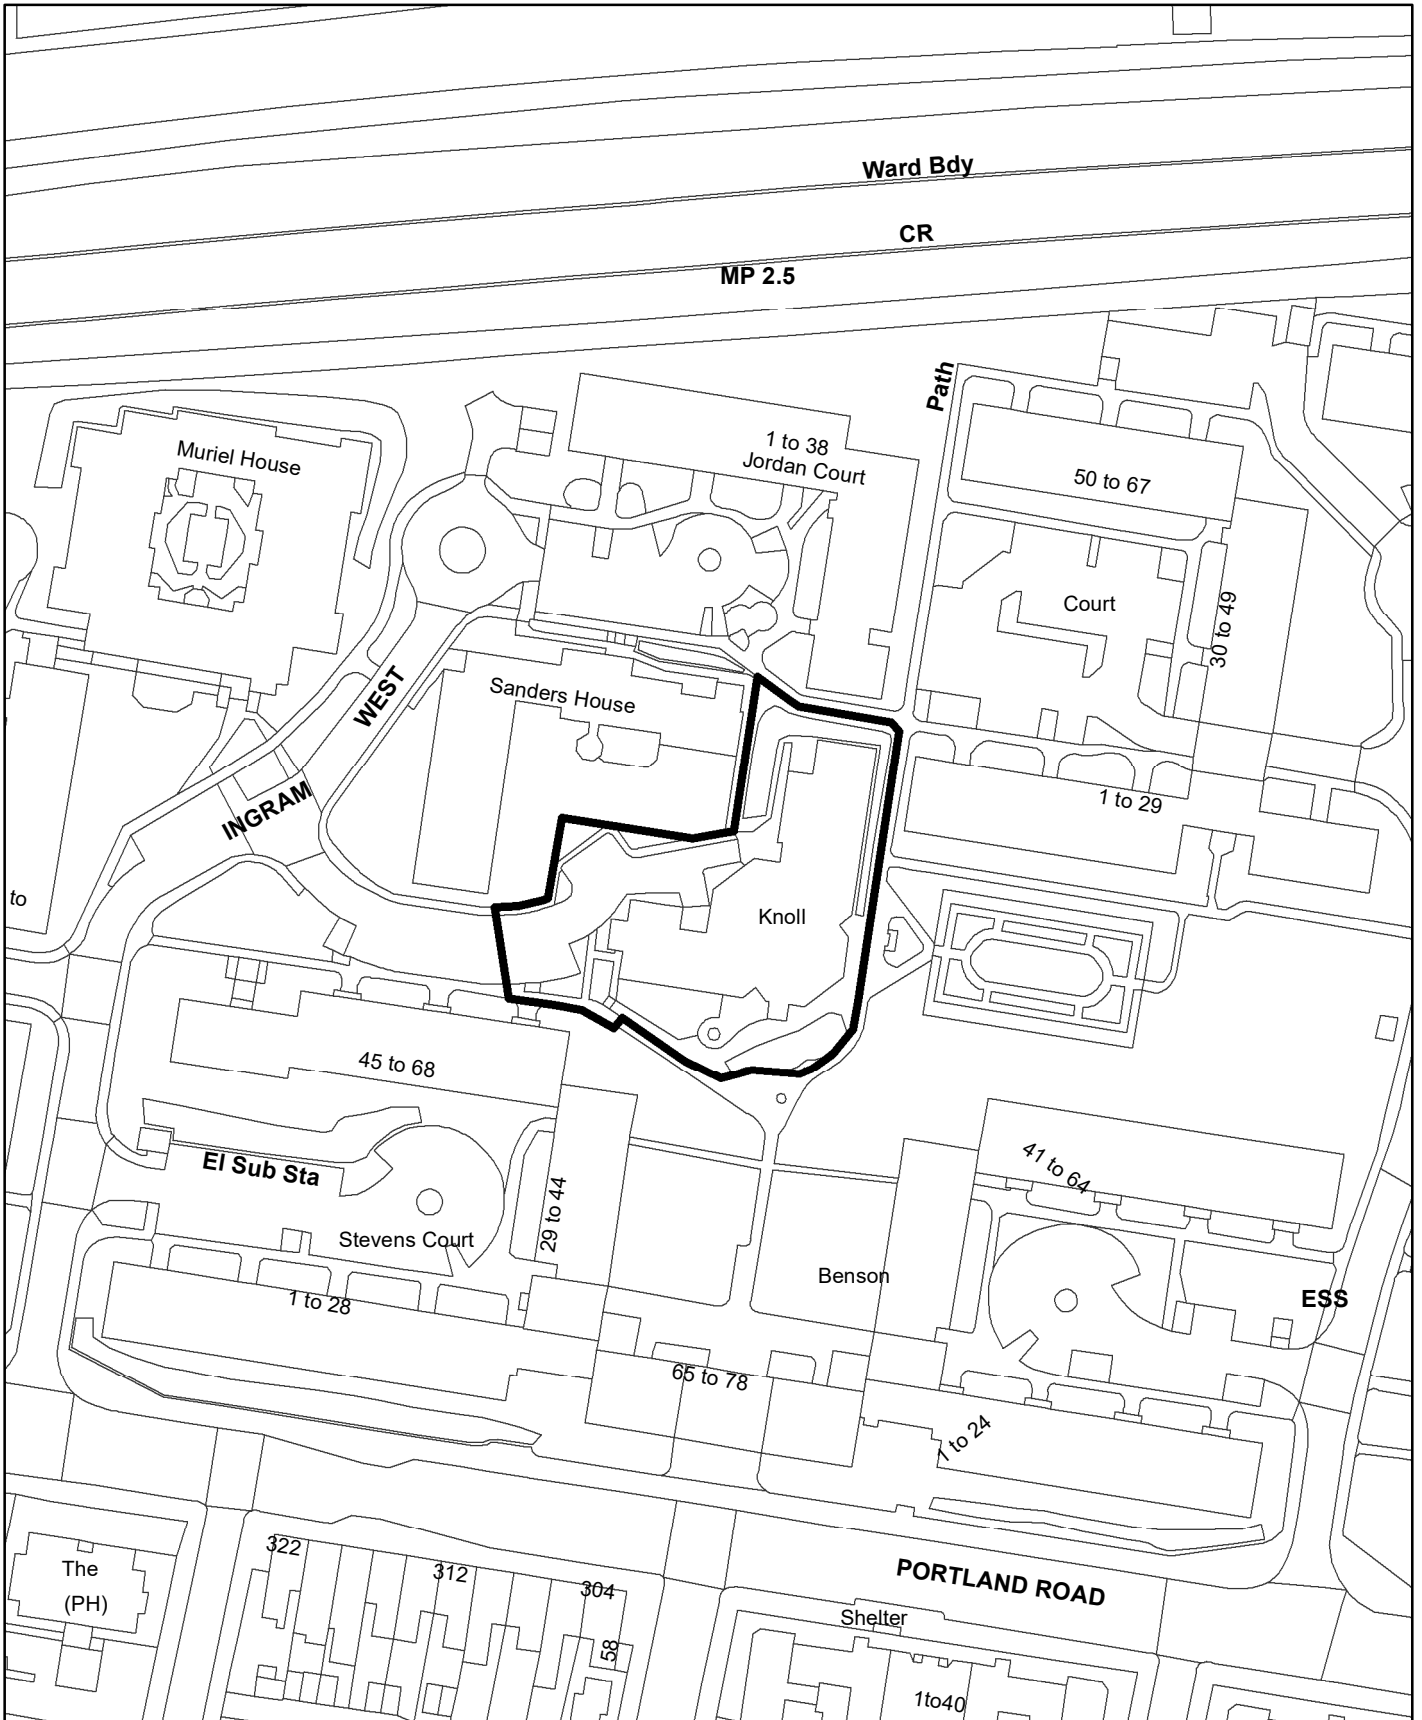 Ward Bdy
CR
MP 2.5
Path
1 to 38
Jordan Court
Muriel House
50 to 67
Court
30 to 49
WEST
Sanders House
INGRAM
1 to 29
to
Knoll
45 to 68
El Sub Sta
41 to 64
29 to 44
Stevens Court
Benson
1 to 28
ESS
65 to 78
1 to 24
322
312
304
The
(PH)
PORTLAND ROAD
Shelter
58
1to40